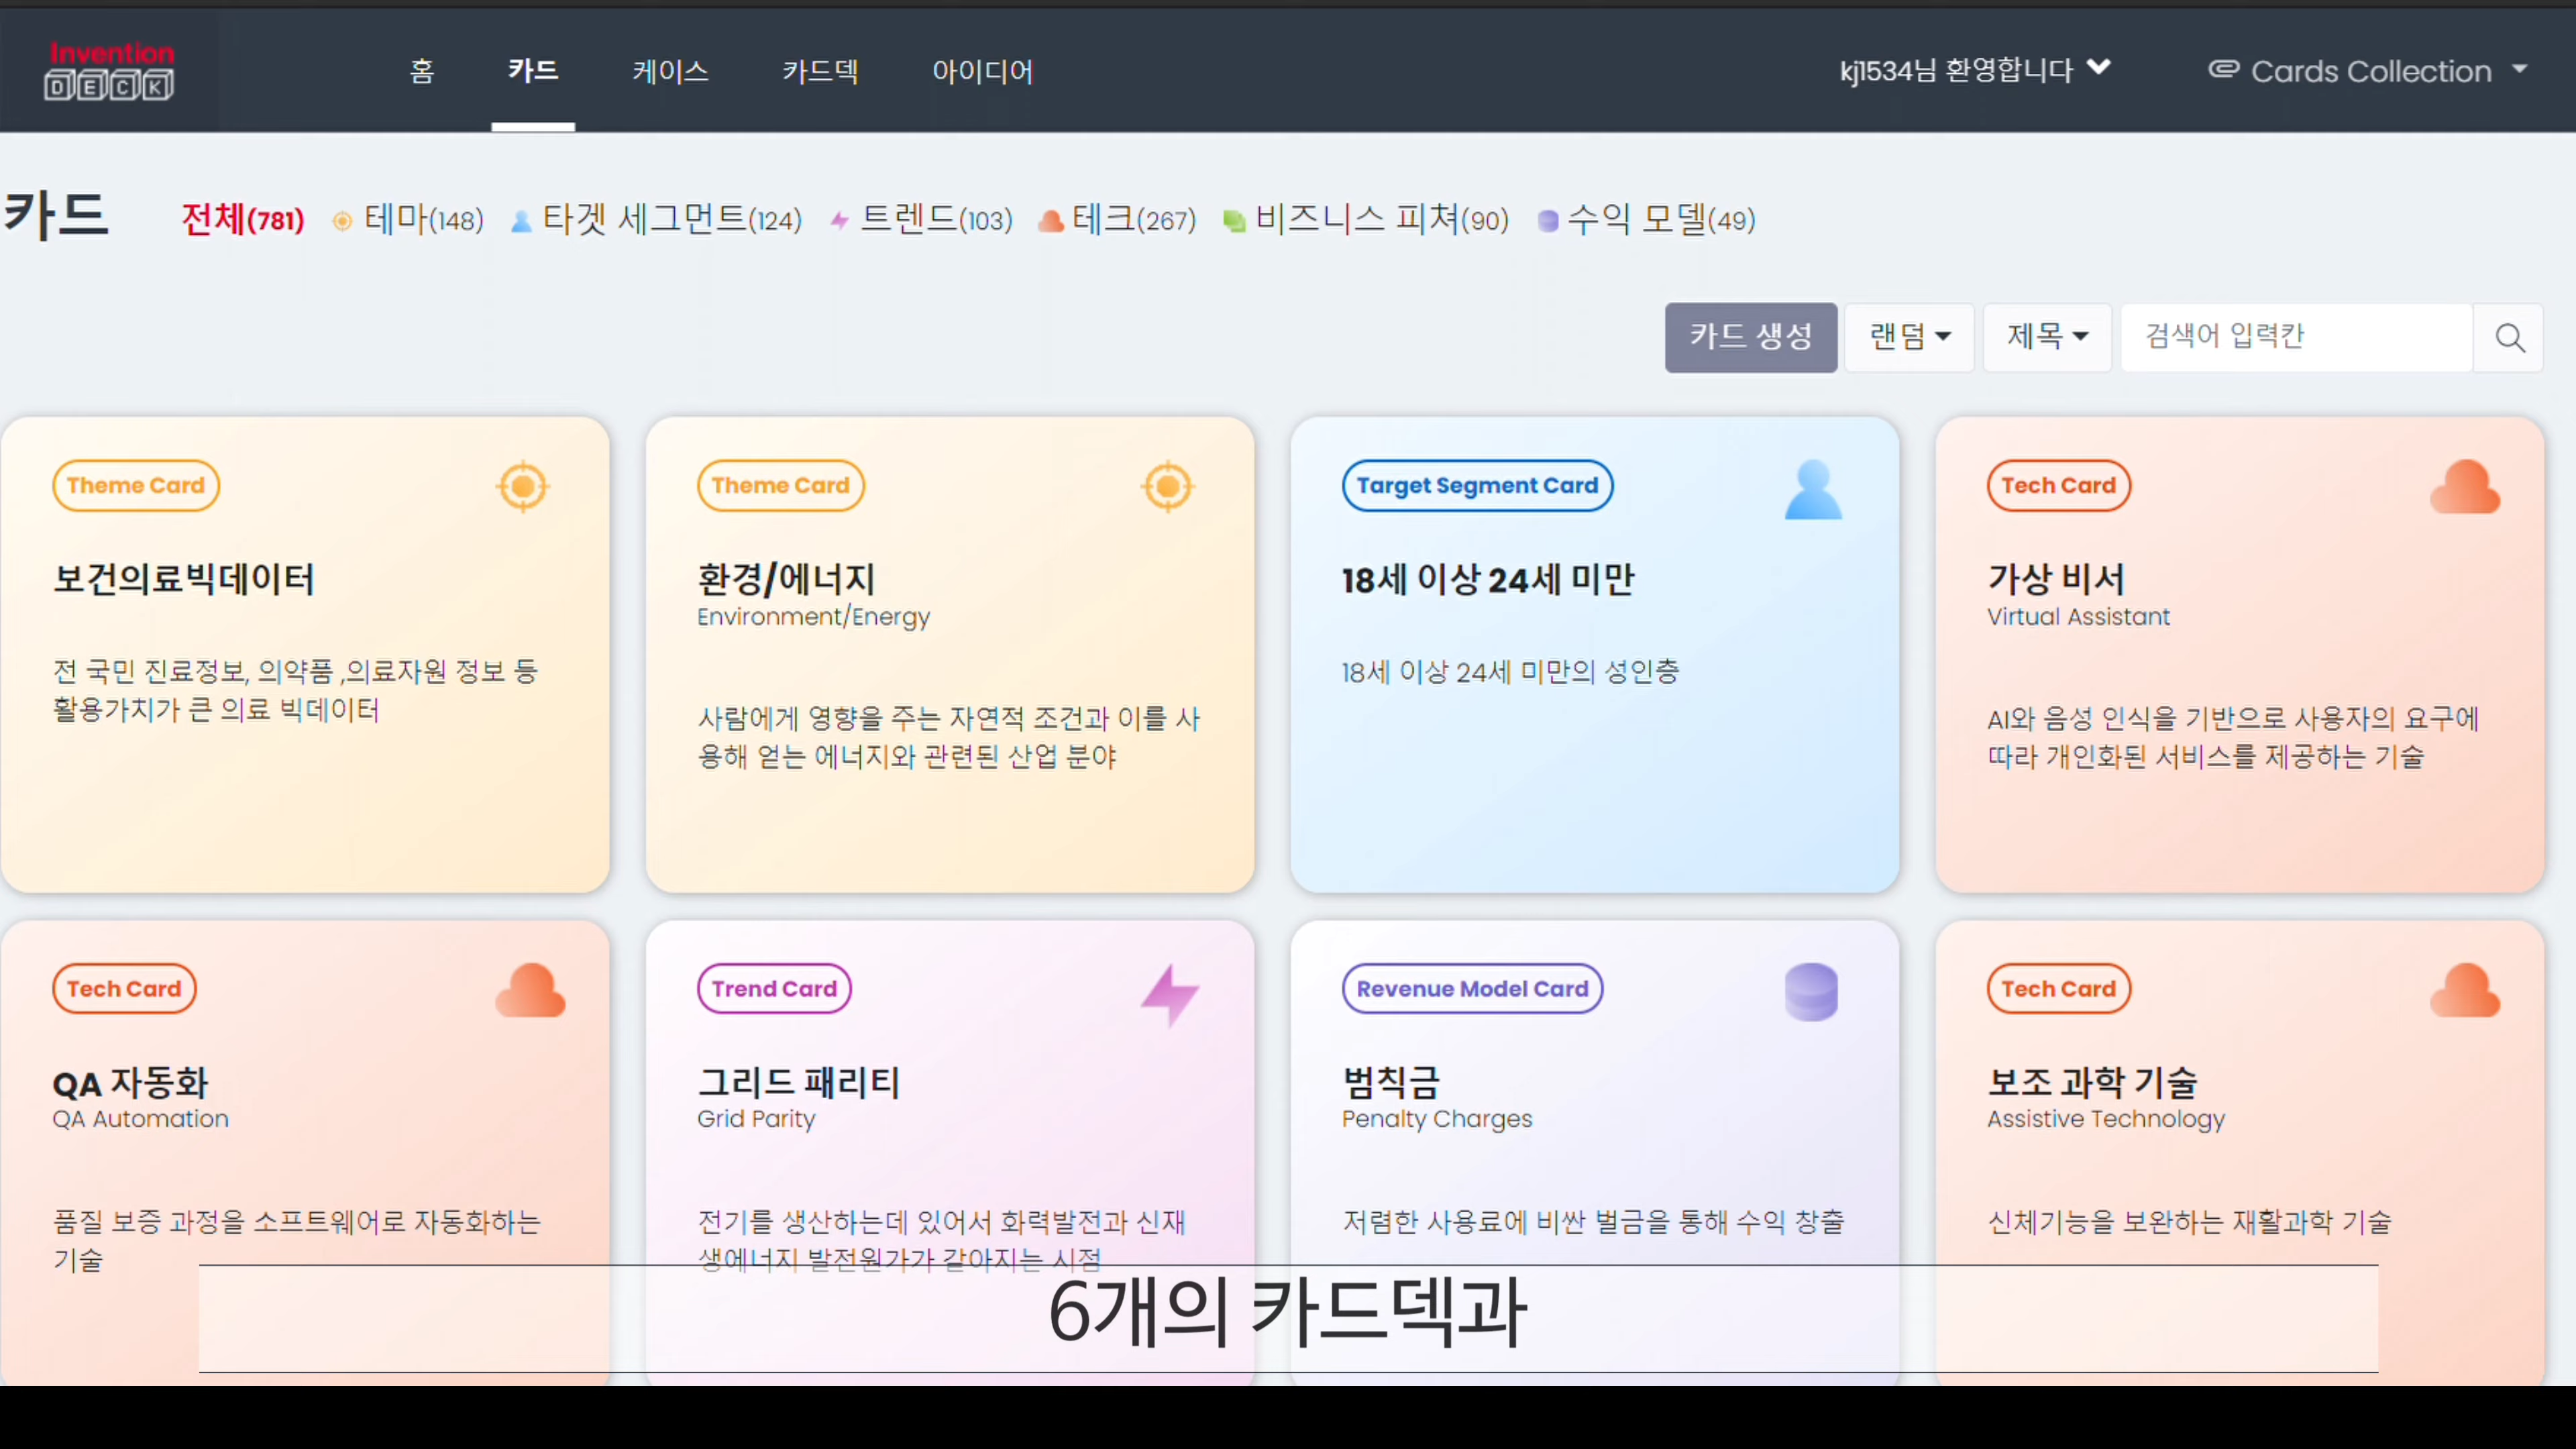 Invention
DECK
홈
카드
케이스
카드덱
아이디어
kj1534님 환영합니다
Cards Collection
카드
전체(781)
테마(148)
타겟 세그먼트(124)
트렌드(103)
테크(267)
비즈니스 피쳐(90)
수익 모델(49)
카드 생성
랜덤
제목
검색어 입력칸
Theme Card
보건의료빅데이터
전 국민 진료정보, 의약품 ,의료자원 정보 등
활용가치가 큰 의료 빅데이터
Theme Card
환경/에너지
Environment/Energy
사람에게 영향을 주는 자연적 조건과 이를 사
용해 얻는 에너지와 관련된 산업 분야
Target Segment Card
18세 이상 24세 미만
18세 이상 24세 미만의 성인층
Tech Card
가상 비서
Virtual Assistant
AI와 음성 인식을 기반으로 사용자의 요구에
따라 개인화된 서비스를 제공하는 기술
Tech Card
QA 자동화
QA Automation
품질 보증 과정을 소프트웨어로 자동화하는
기술
Trend Card
그리드 패리티
Grid Parity
전기를 생산하는데 있어서 화력발전과 신재
생에너지 발전원가가 같아지는 시점
Revenue Model Card
범칙금
Penalty Charges
저렴한 사용료에 비싼 벌금을 통해 수익 창출
Tech Card
보조 과학 기술
Assistive Technology
신체기능을 보완하는 재활과학 기술
6개의 카드덱과